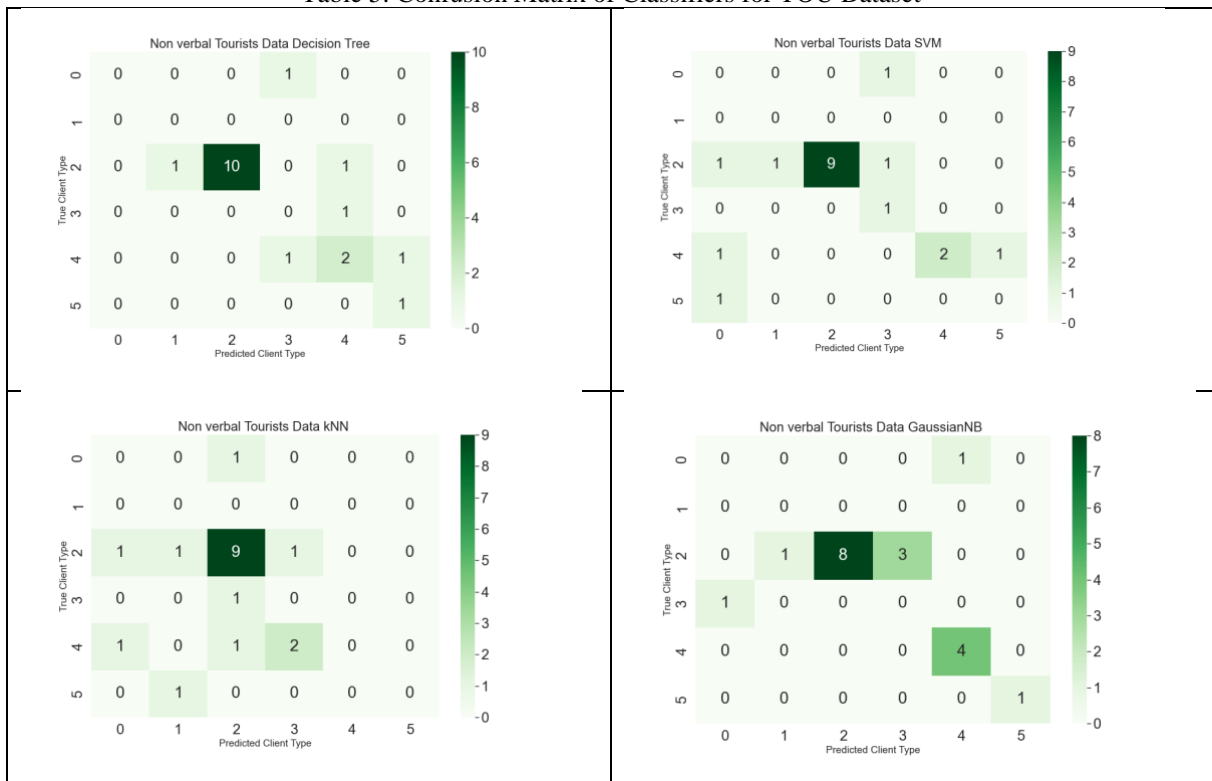 Table Confusion Matrix of Classifiers for Dataset
Non verbal Tourists Data Decision Tree
0 0 0 0 1 0 0
1 0 0 0 0 0 0
2 0 1 10 0 1 0
3 0 0 0 0 1 0
4 0 0 0 1 2 1
5 0 0 0 0 0 1
0 1 2 3 4 5
True Client Type
Predicted Client Type
10
8
6
4
2
0
Non verbal Tourists Data SVM
0 0 0 0 1 0 0
1 0 0 0 0 0 0
2 1 1 9 1 0 0
3 0 0 0 1 0 0
4 1 0 0 0 2 1
5 1 0 0 0 0 0
0 1 2 3 4 5
True Client Type
Predicted Client Type
9
8
7
6
5
4
3
2
1
0
Non verbal Tourists Data kNN
0 0 0 1 0 0 0
1 0 0 0 0 0 0
2 1 1 9 1 0 0
3 0 0 1 0 0 0
4 1 0 1 2 0 0
5 0 1 0 0 0 0
0 1 2 3 4 5
True Client Type
Predicted Client Type
9
8
7
6
5
4
3
2
1
0
Non verbal Tourists Data GaussianNB
0 0 0 0 0 1 0
1 0 0 0 0 0 0
2 0 1 8 3 0 0
3 1 0 0 0 0 0
4 0 0 0 0 4 0
5 0 0 0 0 0 1
0 1 2 3 4 5
True Client Type
Predicted Client Type
8
7
6
5
4
3
2
1
0